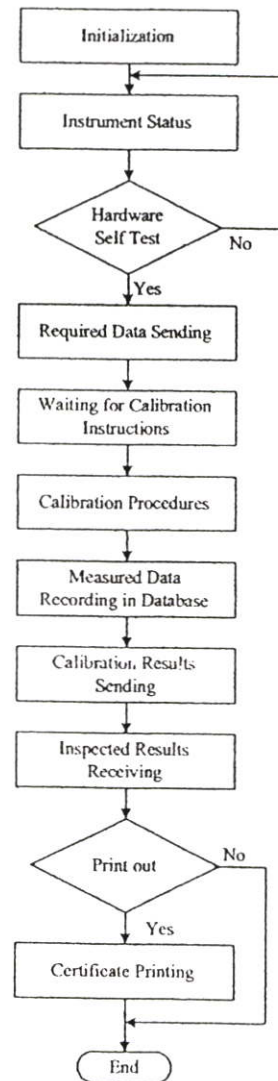 Initialization
Instrument Status
Hardware
Self Test
No
Yes
Required Data Sending
Waiting for Calibration
Instructions
Calibration Procedures
Measured Data
Recording in Database
Calibration Results
Sending
Inspected Results
Receiving
Print out
No
Yes
Certificate Printing
End